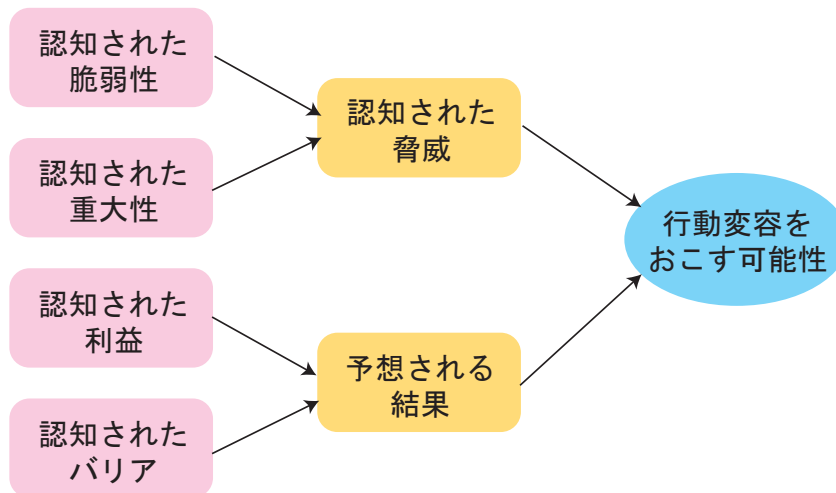 認知された
脆弱性
認知された
重大性
認知された
利益
認知された
バリア
認知された
脅威
予想される
結果
行動変容を
おこす可能性